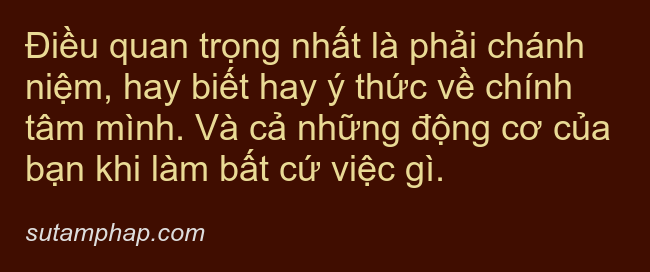 Điều quan trọng nhất là phải chánh
niệm, hay biết hay ý thức về chính
tâm mình. Và cả những động cơ của
bạn khi làm bất cứ việc gì.
sutamphap.com